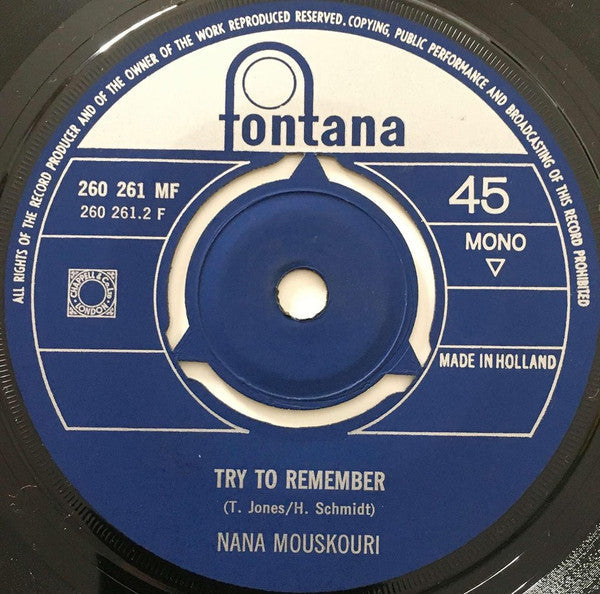 ALL RIGHTS OF THE RECORD PRODUCER AND OF THE OWNER OF THE WORK REPRODUCED RESERVED. COPYING, PUBLIC PERFORMANCE AND BROADCASTING OF THIS RECORD PROHIBITED
fontana
260 261 MF
260 261.2 F
45
MONO
CHAPPELL & CO. LTD
LONDON
MADE IN HOLLAND
TRY TO REMEMBER
(T. Jones/H. Schmidt)
NANA MOUSKOURI